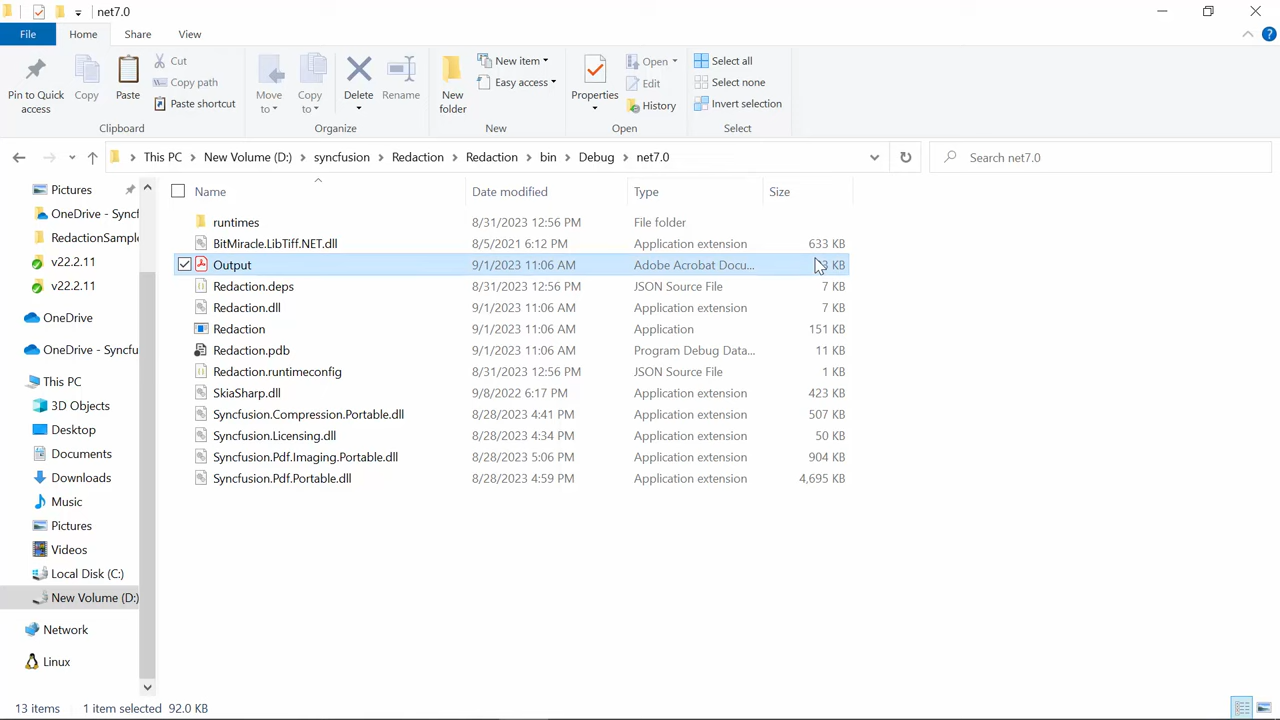 net7.0
File Home Share View
Pin to Quick access
Copy
Paste
Cut
Copy path
Paste shortcut
Clipboard
Move to
Copy to
Delete
Rename
Organize
New folder
New item
Easy access
New
Properties
Open
Edit
History
Open
Select all
Select none
Invert selection
Select
This PC > New Volume (D:) > syncfusion > Redaction > Redaction > bin > Debug > net7.0
Search net7.0
Pictures
OneDrive - Syncf
RedactionSample
v22.2.11
v22.2.11
OneDrive
OneDrive - Syncfu
This PC
3D Objects
Desktop
Documents
Downloads
Music
Pictures
Videos
Local Disk (C:)
New Volume (D:)
Network
Linux
Name Date modified Type Size
runtimes 8/31/2023 12:56 PM File folder
BitMiracle.LibTiff.NET.dll 8/5/2021 6:12 PM Application extension 633 KB
Output 9/1/2023 11:06 AM Adobe Acrobat Docu... KB
Redaction.deps 8/31/2023 12:56 PM JSON Source File 7 KB
Redaction.dll 9/1/2023 11:06 AM Application extension 7 KB
Redaction 9/1/2023 11:06 AM Application 151 KB
Redaction.pdb 9/1/2023 11:06 AM Program Debug Data... 11 KB
Redaction.runtimeconfig 8/31/2023 12:56 PM JSON Source File 1 KB
SkiaSharp.dll 9/8/2022 6:17 PM Application extension 423 KB
Syncfusion.Compression.Portable.dll 8/28/2023 4:41 PM Application extension 507 KB
Syncfusion.Licensing.dll 8/28/2023 4:34 PM Application extension 50 KB
Syncfusion.Pdf.Imaging.Portable.dll 8/28/2023 5:06 PM Application extension 904 KB
Syncfusion.Pdf.Portable.dll 8/28/2023 4:59 PM Application extension 4,695 KB
13 items 1 item selected 92.0 KB